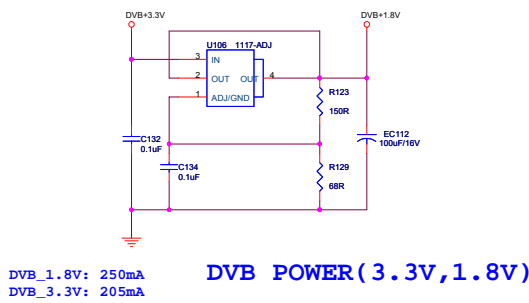 DVB+3.3V
DVB+1.8V
U106 1117-ADJ
3 IN
2 OUT OUT 4
1 ADJ/GND
R123
150R
C132
0.1uF
EC112
100uF/16V
C134
0.1uF
R129
68R
DVB_1.8V: 250mA
DVB_3.3V: 205mA
DVB POWER(3.3V,1.8V)